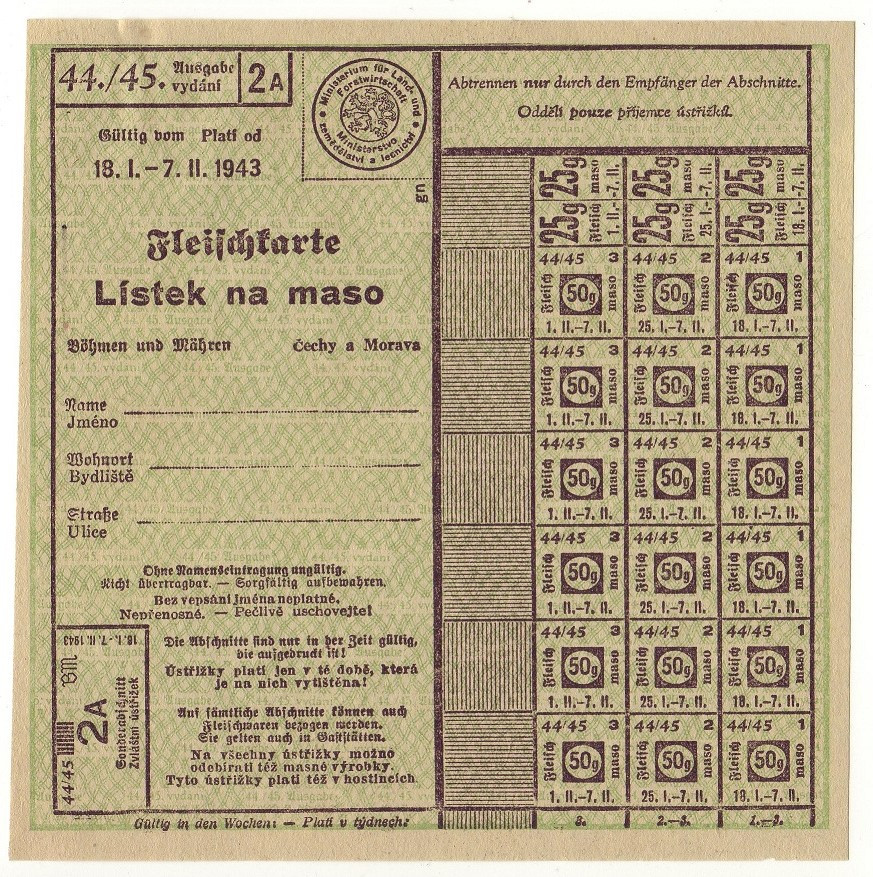 44./45. Ausgabe vydání 2A
Ministerium für Land- und Forstwirtschaft
Ministerstvo zemědělství a lesnictví
Gültig vom Platí od
18. I. – 7. II. 1943
gn
Fleischkarte
Lístek na maso
Böhmen und Mähren Čechy a Morava
Name
Jméno
Wohnort
Bydliště
Straße
Ulice
Ohne Namenseintragung ungültig.
Nicht übertragbar. — Sorgfältig aufbewahren.
Bez vepsání jména neplatné.
Nepřenosné. — Pečlivě uschovejte!
Die Abschnitte sind nur in der Zeit gültig,
die aufgedruckt ist!
Ústřižky platí jen v té době, která
je na nich vytištěna!
Auf sämtliche Abschnitte können auch
Fleischwaren bezogen werden.
Sie gelten auch in Gaststätten.
Na všechny ústřižky možno
odebírati též masné výrobky.
Tyto ústřižky platí též v hostincích.
44/45 2A BM
18. I. - 7. II. 1943
Sonderabschnitt
Zvláštní ústřižek
Abtrennen nur durch den Empfänger der Abschnitte.
Oddělí pouze příjemce ústřižků.
25g 25g 25g 25g 25g 25g
Fleisch maso 1. II.-7. II. Fleisch maso 25. I.-7. II. Fleisch maso 18. I.-7. II.
44/45 3 44/45 2 44/45 1
Fleisch 50g maso Fleisch 50g maso Fleisch 50g maso
1. II.-7. II. 25. I.-7. II. 18. I.-7. II.
44/45 3 44/45 2 44/45 1
Fleisch 50g maso Fleisch 50g maso Fleisch 50g maso
1. II.-7. II. 25. I.-7. II. 18. I.-7. II.
44/45 3 44/45 2 44/45 1
Fleisch 50g maso Fleisch 50g maso Fleisch 50g maso
1. II.-7. II. 25. I.-7. II. 18. I.-7. II.
44/45 3 44/45 2 44/45 1
Fleisch 50g maso Fleisch 50g maso Fleisch 50g maso
1. II.-7. II. 25. I.-7. II. 18. I.-7. II.
44/45 3 44/45 2 44/45 1
Fleisch 50g maso Fleisch 50g maso Fleisch 50g maso
1. II.-7. II. 25. I.-7. II. 18. I.-7. II.
44/45 3 44/45 2 44/45 1
Fleisch 50g maso Fleisch 50g maso Fleisch 50g maso
1. II.-7. II. 25. I.-7. II. 18. I.-7. II.
Gültig in den Wochen: — Platí v týdnech: 3. 2.—3. 1.—3.